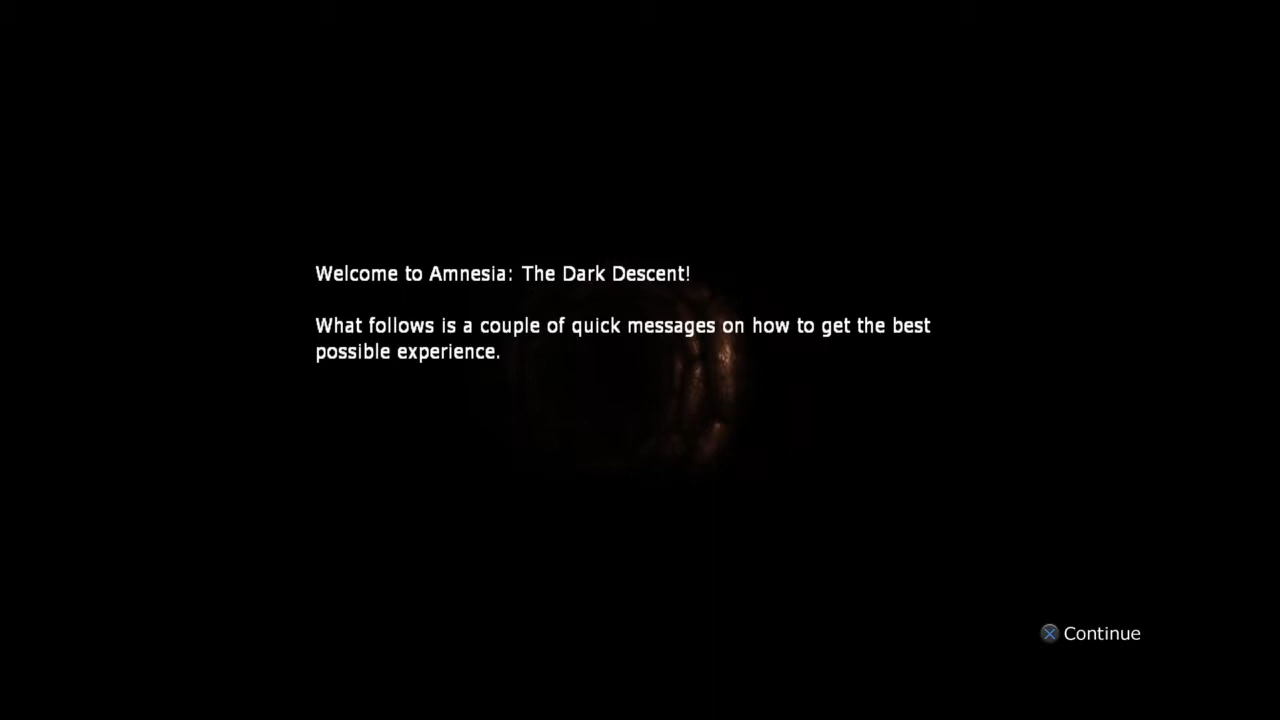 Welcome to Amnesia: The Dark Descent!
What follows is a couple of quick messages on how to get the best
possible experience.
Continue